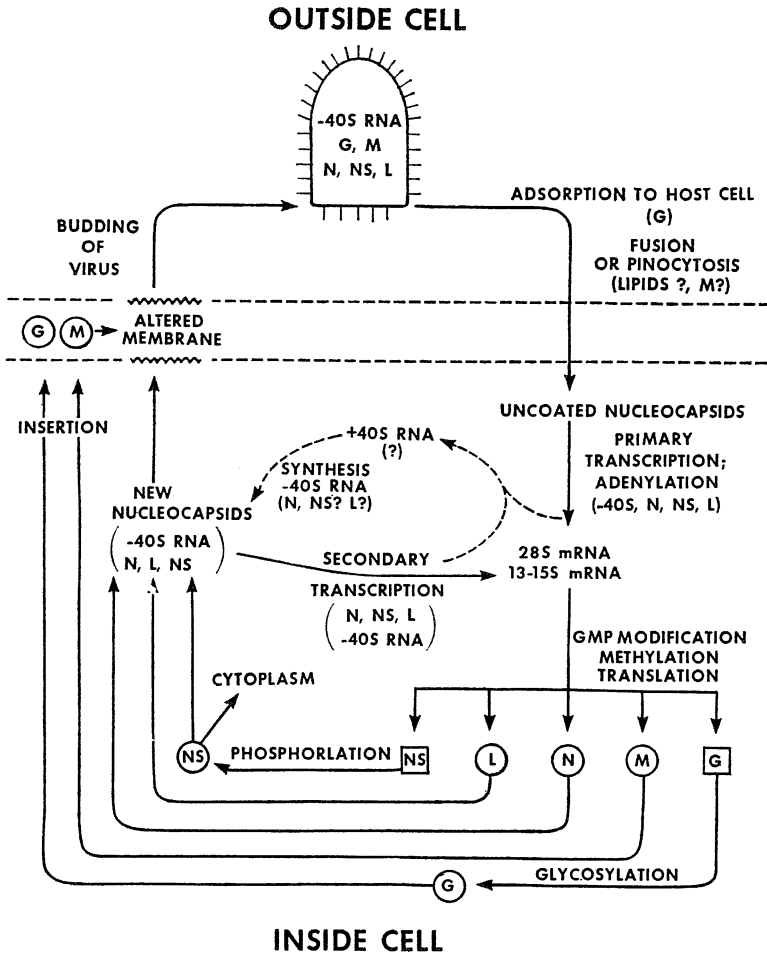 OUTSIDE CELL
-40S RNA
G, M
N, NS, L
ADSORPTION TO HOST CELL
(G)
FUSION
OR PINOCYTOSIS
(LIPIDS ?, M?)
BUDDING
OF
VIRUS
G M
ALTERED
MEMBRANE
INSERTION
UNCOATED NUCLEOCAPSIDS
PRIMARY
TRANSCRIPTION;
ADENYLATION
(-40S, N, NS, L)
+40S RNA
(?)
SYNTHESIS
-40S RNA
(N, NS? L?)
NEW
NUCLEOCAPSIDS
(-40S RNA
N, L, NS)
SECONDARY
TRANSCRIPTION
(N, NS, L
-40S RNA)
28S mRNA
13-15S mRNA
GMP MODIFICATION
METHYLATION
TRANSLATION
CYTOPLASM
NS PHOSPHORLATION NS L N M G
GLYCOSYLATION
G
INSIDE CELL